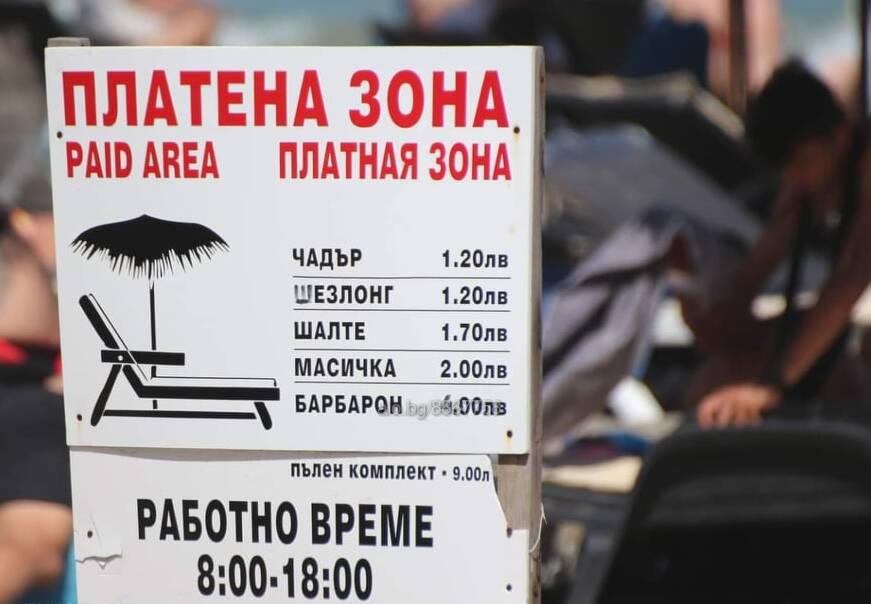 ПЛАТЕНА ЗОНА
PAID AREA ПЛАТНАЯ ЗОНА
ЧАДЪР 1.20лв
ШЕЗЛОНГ 1.20лв
ШАЛТЕ 1.70лв
МАСИЧКА 2.00лв
БАРБАРОН
ПЪЛЕН КОМПЛЕКТ - 9.00л
РАБОТНО ВРЕМЕ
8:00-18:00